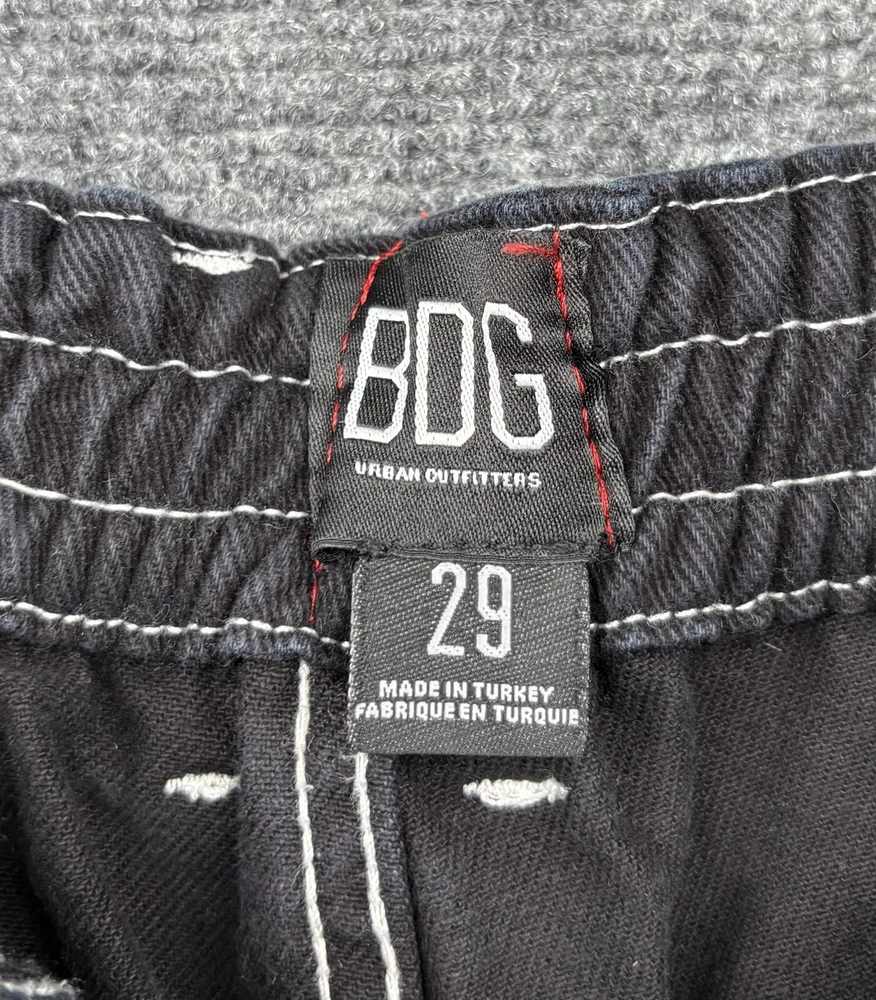 BDG
URBAN OUTFITTERS
29
MADE IN TURKEY
FABRIQUE EN TURQUIE